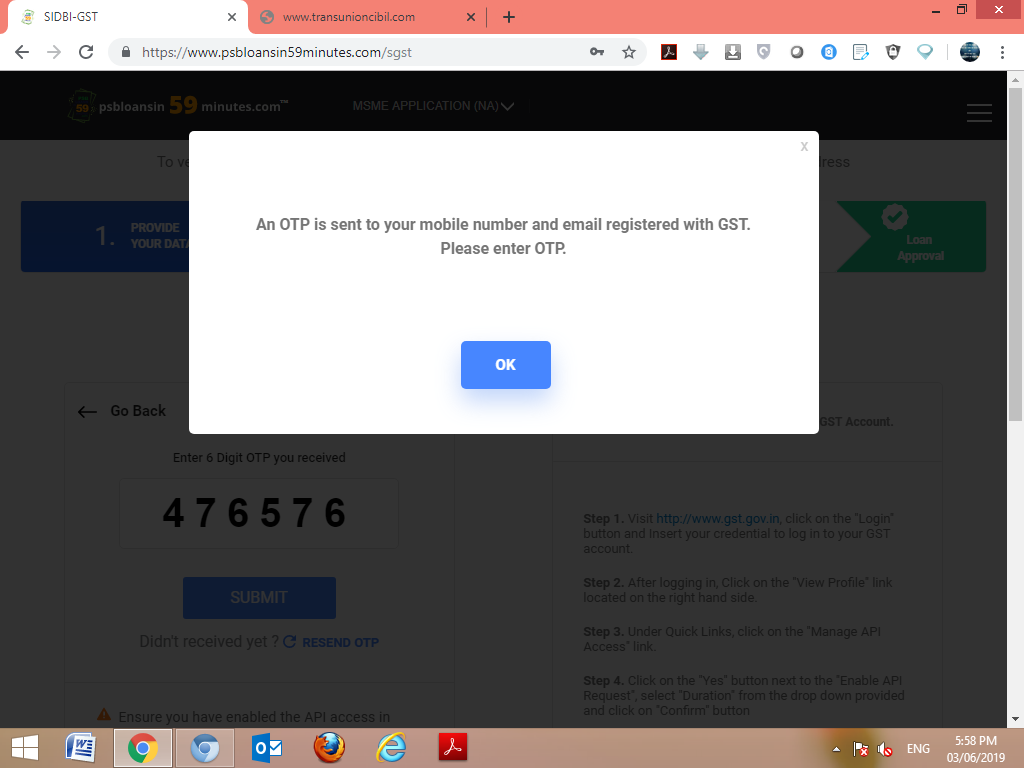 SIDBI-GST
www.transunioncibil.com
https://www.psbloansin59minutes.com/sgst
psbloansin 59 minutes.com™
MSME APPLICATION (NA)
To ve
ress
x
An OTP is sent to your mobile number and email registered with GST.
Please enter OTP.
OK
1. PROVIDE
YOUR DATA
Loan
Approval
Go Back
Enter 6 Digit OTP you received
476576
SUBMIT
Didn't received yet ? RESEND OTP
Ensure you have enabled the API access in
GST Account.
Step 1. Visit http://www.gst.gov.in, click on the "Login"
button and Insert your credential to log in to your GST
account.
Step 2. After logging in, Click on the "View Profile" link
located on the right hand side.
Step 3. Under Quick Links, click on the "Manage API
Access" link.
Step 4. Click on the "Yes" button next to the "Enable API
Request", select "Duration" from the drop down provided
and click on "Confirm" button
ENG
5:58 PM
03/06/2019